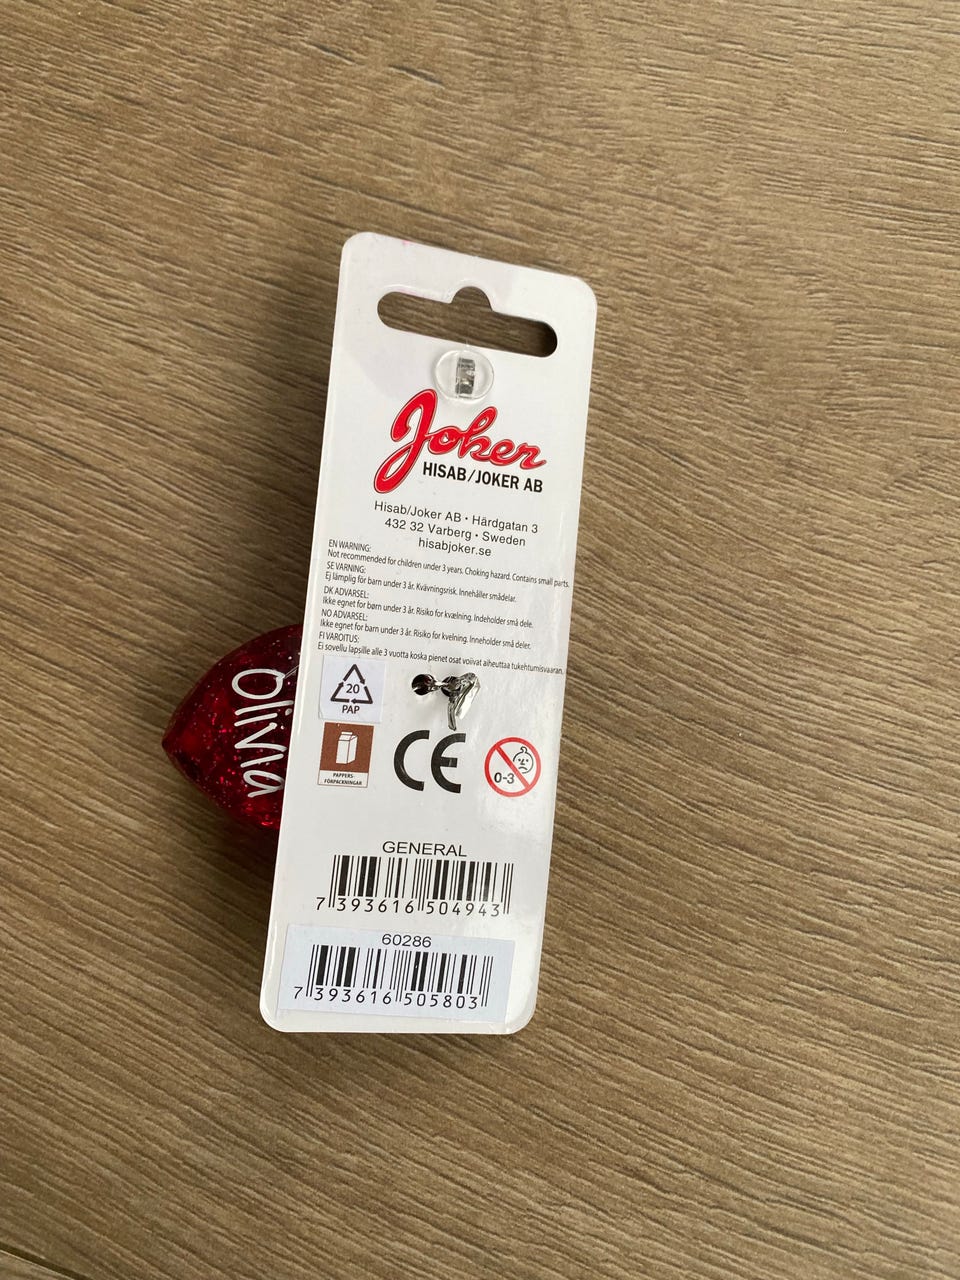 Joker
HISAB/JOKER AB
Hisab/Joker AB • Härdgatan 3
432 32 Varberg • Sweden
hisabjoker.se
EN WARNING:
Not recommended for children under 3 years. Choking hazard. Contains small parts.
SE VARNING:
Ej lämplig för barn under 3 år. Kvävningsrisk. Innehåller smådelar.
DK ADVARSEL:
Ikke egnet for børn under 3 år. Risiko for kvælning. Indeholder små dele.
NO ADVARSEL:
Ikke egnet for barn under 3 år. Risiko for kvelning. Inneholder små deler.
FI VAROITUS:
Ei sovellu lapsille alle 3 vuotta koska pienet osat voivat aiheuttaa tukehtumisvaaran.
20
PAP
Olivia
PAPPERS-
FÖRPACKNINGAR
CE
0-3
GENERAL
7 393616 504943
60286
7 393616 505803